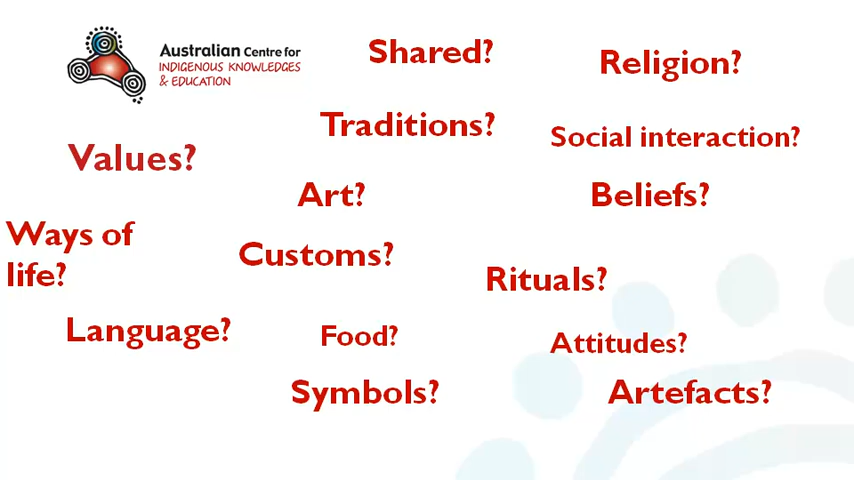 Australian Centre for
INDIGENOUS KNOWLEDGES
& EDUCATION
Shared?
Religion?
Traditions?
Social interaction?
Values?
Art?
Beliefs?
Ways of
life?
Customs?
Rituals?
Language?
Food?
Attitudes?
Symbols?
Artefacts?